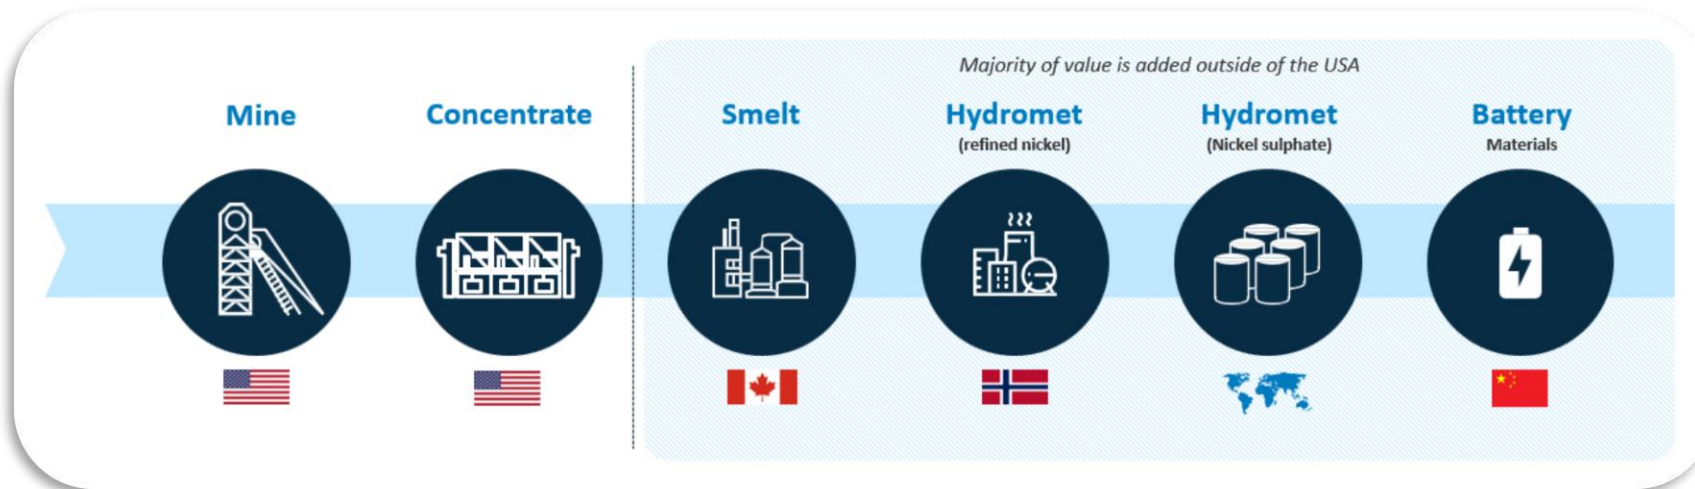 Majority of value is added outside of the USA
Mine
Concentrate
Smelt
Hydromet
(refined nickel)
Hydromet
(Nickel sulphate)
Battery
Materials